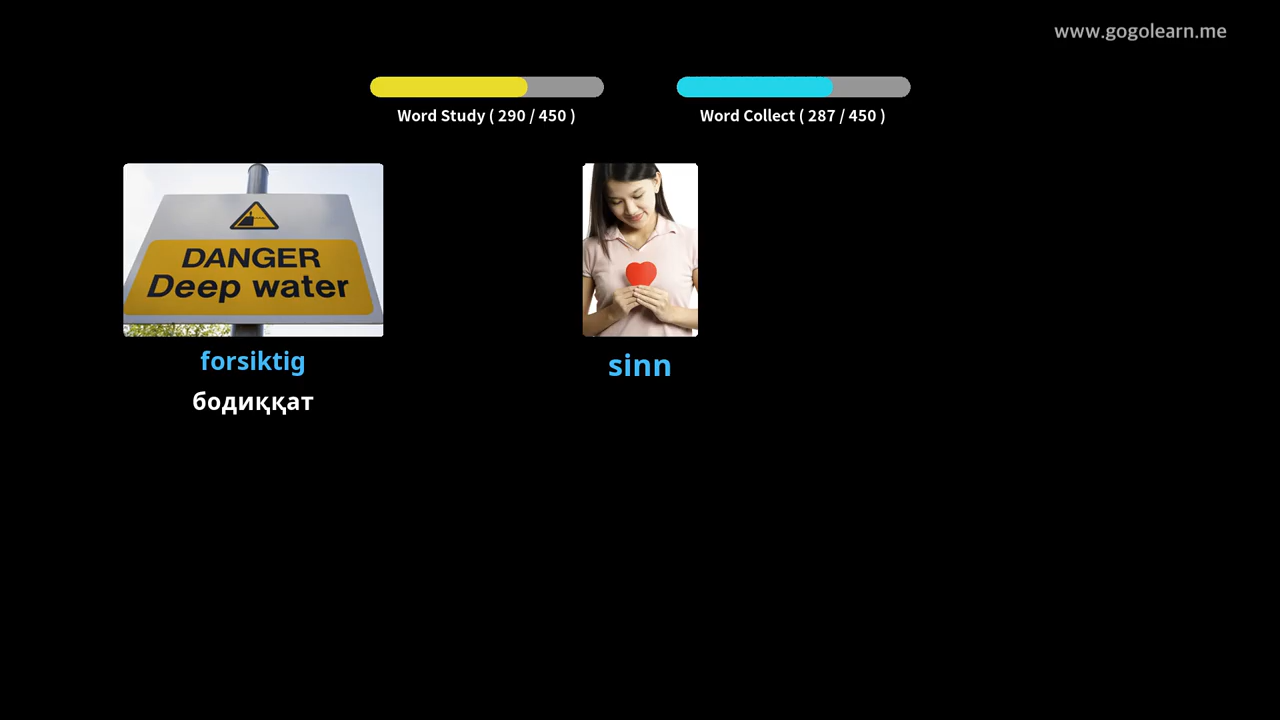 www.gogolearn.me
Word Study ( 290 / 450 )
Word Collect ( 287 / 450 )
DANGER
Deep water
forsiktig
бодиққат
sinn